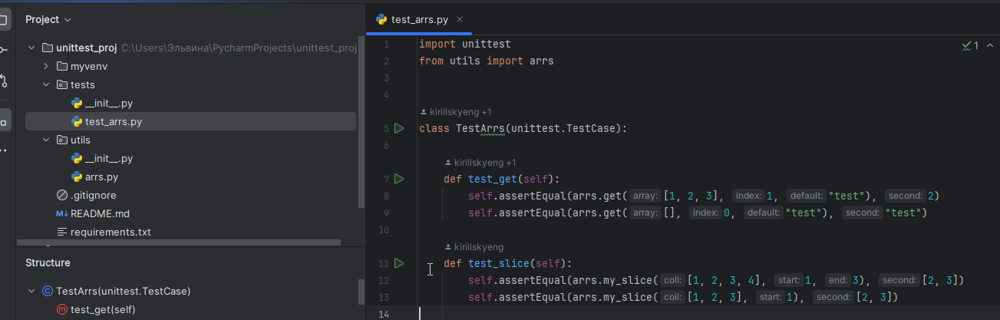 Project
unittest_proj C:\Users\Эльвина\PycharmProjects\unittest_proj
myvenv
tests
__init__.py
test_arrs.py
utils
__init__.py
arrs.py
.gitignore
M↓ README.md
requirements.txt
Structure
C TestArrs(unittest.TestCase)
m test_get(self)
test_arrs.py
1
1 import unittest
2 from utils import arrs
3
4
kirillskyeng +1
5 class TestArrs(unittest.TestCase):
6
kirillskyeng +1
7 def test_get(self):
8 self.assertEqual(arrs.get( array: [1, 2, 3], index: 1, default: "test"), second: 2)
9 self.assertEqual(arrs.get( array: [], index: 0, default: "test"), second: "test")
10
kirillskyeng
11 def test_slice(self):
12 self.assertEqual(arrs.my_slice( coll: [1, 2, 3, 4], start: 1, end: 3), second: [2, 3])
13 self.assertEqual(arrs.my_slice( coll: [1, 2, 3], start: 1), second: [2, 3])
14